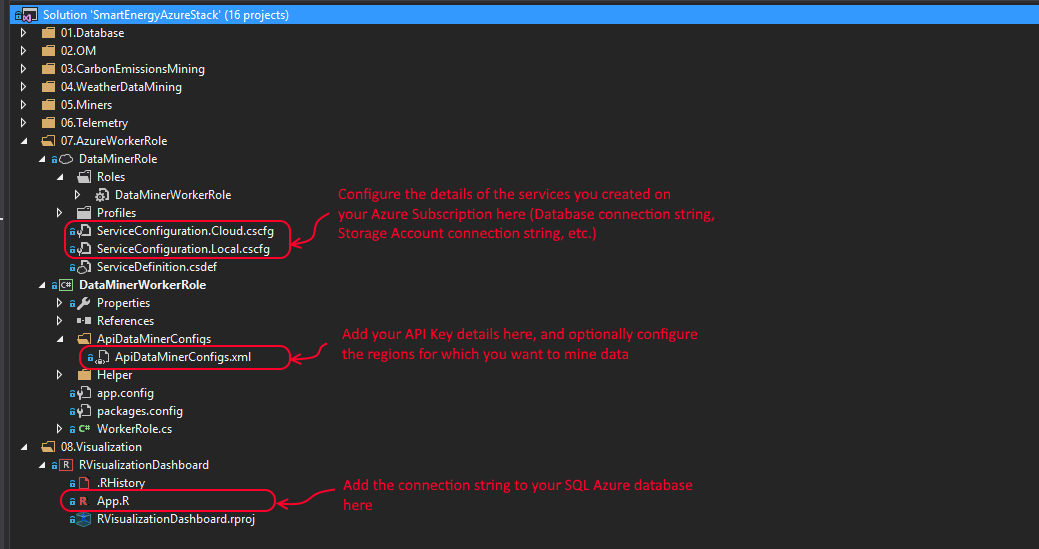 Solution 'SmartEnergyAzureStack' (16 projects)
01.Database
02.OM
03.CarbonEmissionsMining
04.WeatherDataMining
05.Miners
06.Telemetry
07.AzureWorkerRole
DataMinerRole
Roles
DataMinerWorkerRole
Profiles
ServiceConfiguration.Cloud.cscfg
ServiceConfiguration.Local.cscfg
Configure the details of the services you created on
your Azure Subscription here (Database connection string,
Storage Account connection string, etc.)
ServiceDefinition.csdef
C# DataMinerWorkerRole
Properties
References
ApiDataMinerConfigs
ApiDataMinerConfigs.xml
Add your API Key details here, and optionally configure
the regions for which you want to mine data
Helper
app.config
packages.config
C# WorkerRole.cs
08.Visualization
R RVisualizationDashboard
.RHistory
R App.R
Add the connection string to your SQL Azure database
here
RVisualizationDashboard.rproj